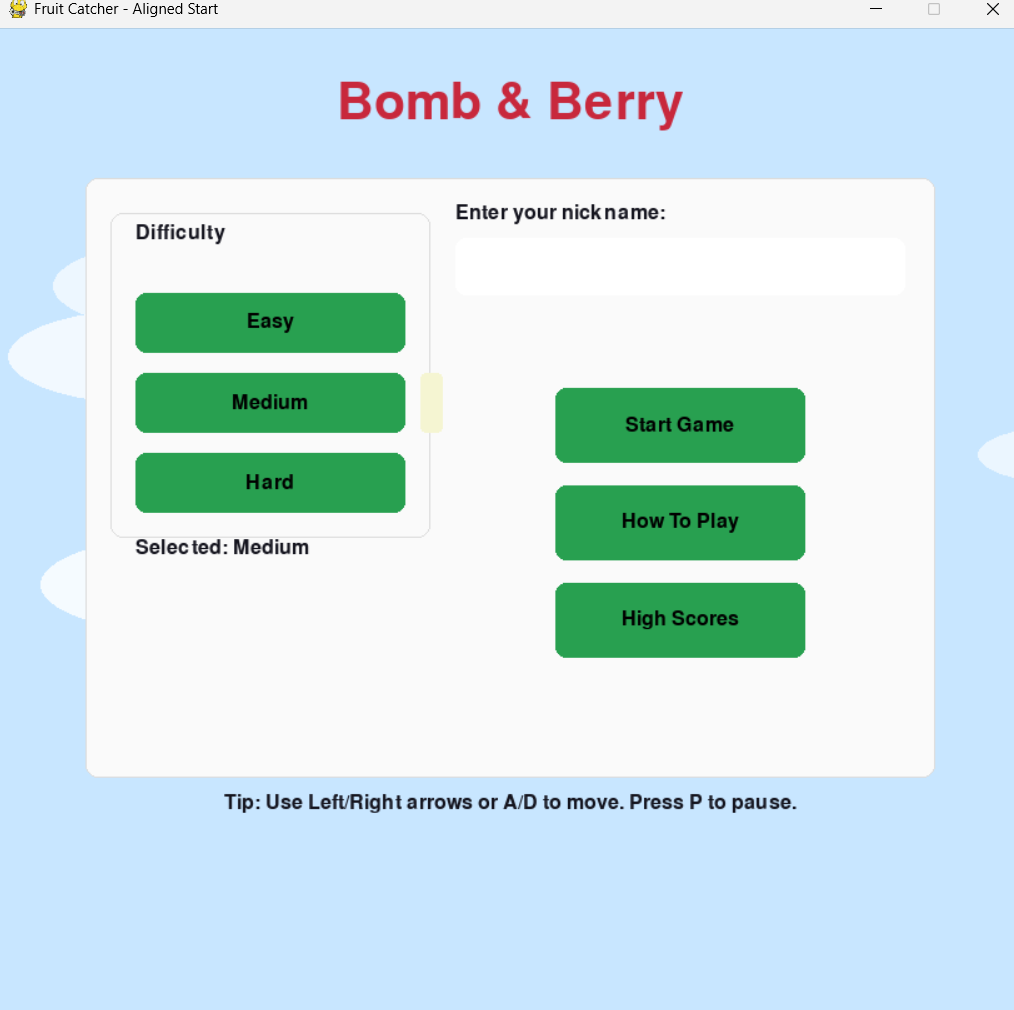 Fruit Catcher - Aligned Start
Bomb & Berry
Difficulty
Easy
Medium
Hard
Selected: Medium
Enter your nickname:
Start Game
How To Play
High Scores
Tip: Use Left/Right arrows or A/D to move. Press P to pause.